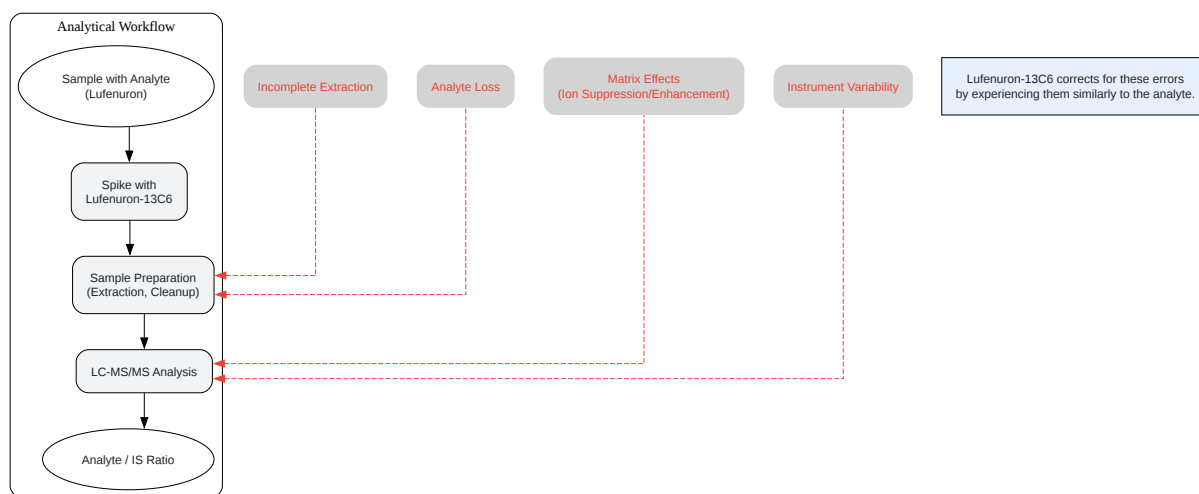 Analytical Workflow
Sample with Analyte
(Lufenuron)
Spike with
Lufenuron-13C6
Sample Preparation
(Extraction, Cleanup)
LC-MS/MS Analysis
Analyte / IS Ratio
Incomplete Extraction
Analyte Loss
Matrix Effects
(Ion Suppression/Enhancement)
Instrument Variability
Lufenuron-13C6 corrects for these errors
by experiencing them similarly to the analyte.